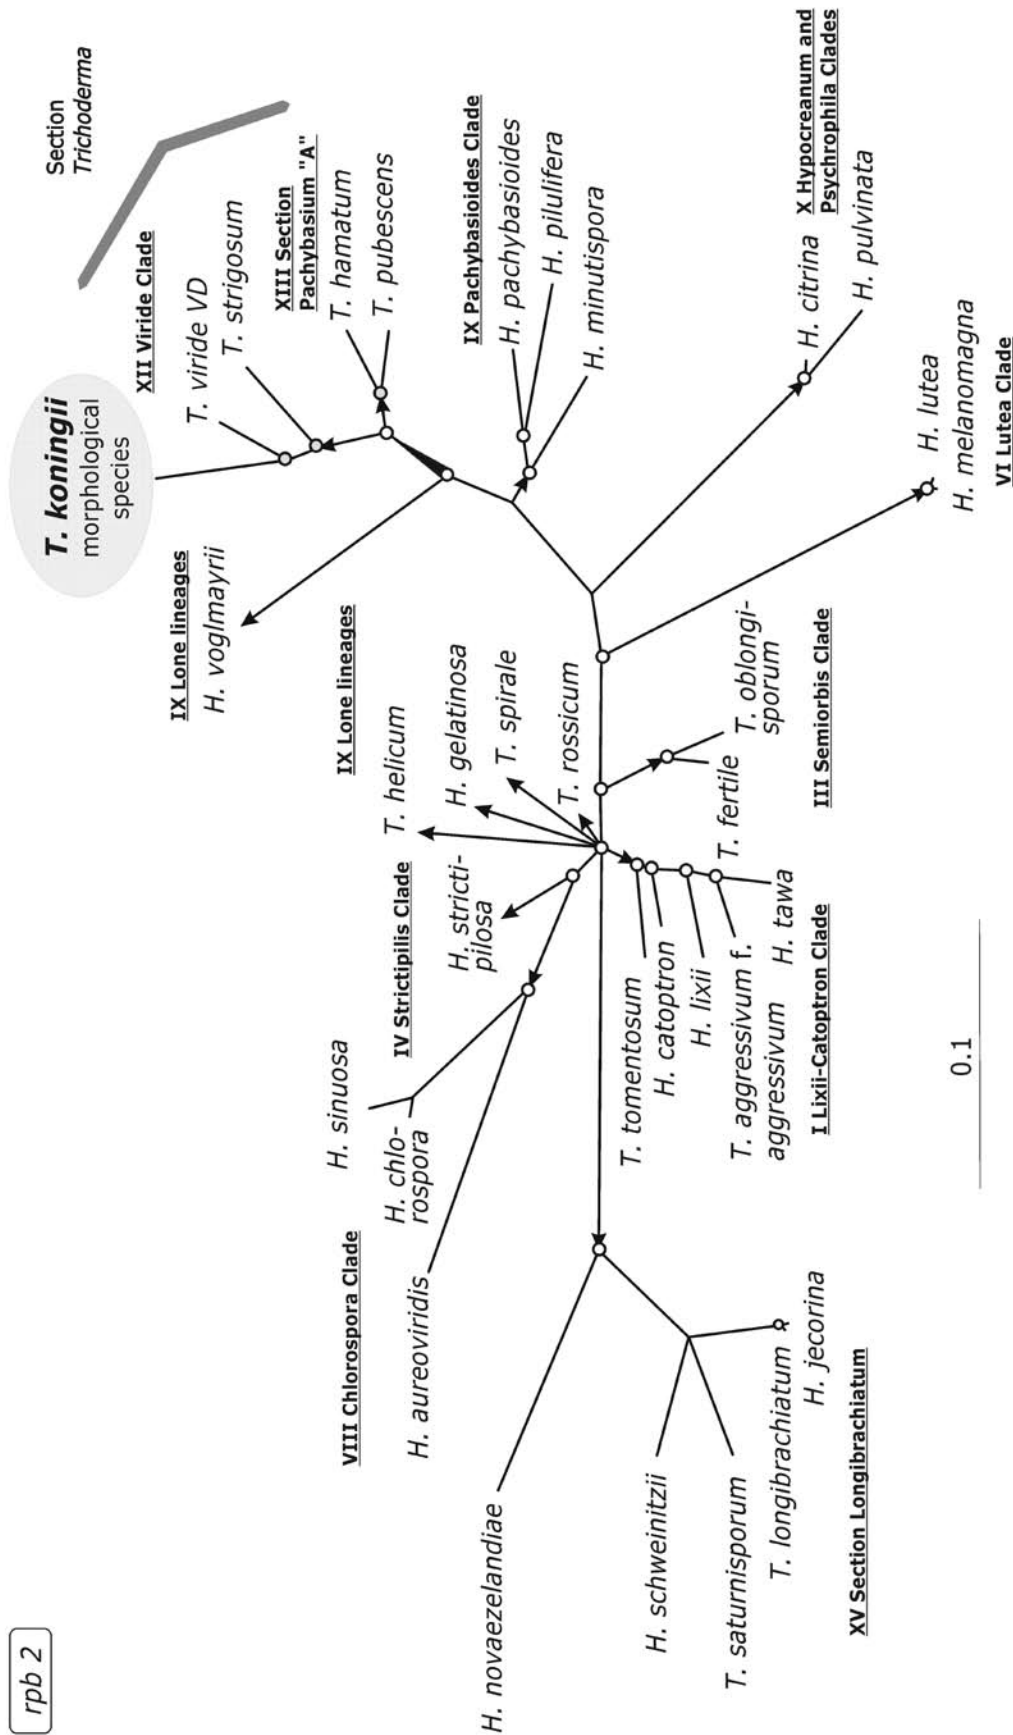 rpb 2
Section
Trichoderma
T. koningii
morphological
species
XII Viride Clade
T. viride VD
T. strigosum
XIII Section
Pachybasium "A"
T. hamatum
T. pubescens
IX Lone lineages
H. voglmayrii
IX Pachybasioides Clade
H. pachybasioides
H. pilulifera
H. minutispora
X Hypocreanum and
Psychrophila Clades
H. citrina
H. pulvinata
H. lutea
H. melanomagna
VI Lutea Clade
IX Lone lineages
T. helicum
H. gelatinosa
T. spirale
T. rossicum
T. oblongi-
sporum
T. fertile
III Semiorbis Clade
IV Strictipilis Clade
H. stricti-
pilosa
H. sinuosa
H. chlo-
rospora
VIII Chlorospora Clade
H. aureoviridis
T. tomentosum
H. catoptron
H. lixii
T. aggressivum f.
aggressivum
H. tawa
I Lixii-Catoptron Clade
H. novaezelandiae
H. schweinitzii
T. saturnisporum
T. longibrachiatum
H. jecorina
XV Section Longibrachiatum
0.1